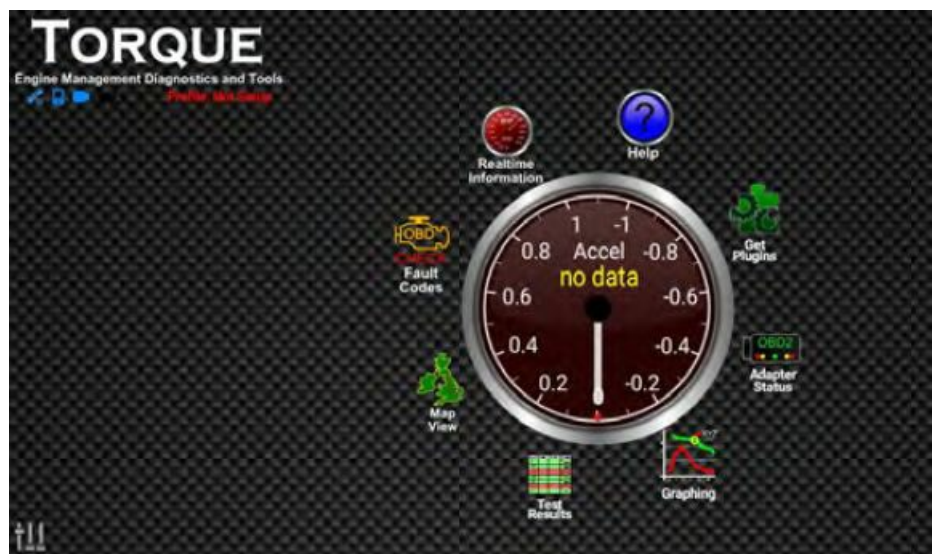 TORQUE
Engine Management Diagnostics and Tools
Realtime
Information
Help
OBD
CHECK
Fault
Codes
Get
Plugins
1 -1
0.8 Accel -0.8
no data
0.6 -0.6
0.4 -0.4
0.2 -0.2
OBD2
Adapter
Status
Map
View
Graphing
Test
Results